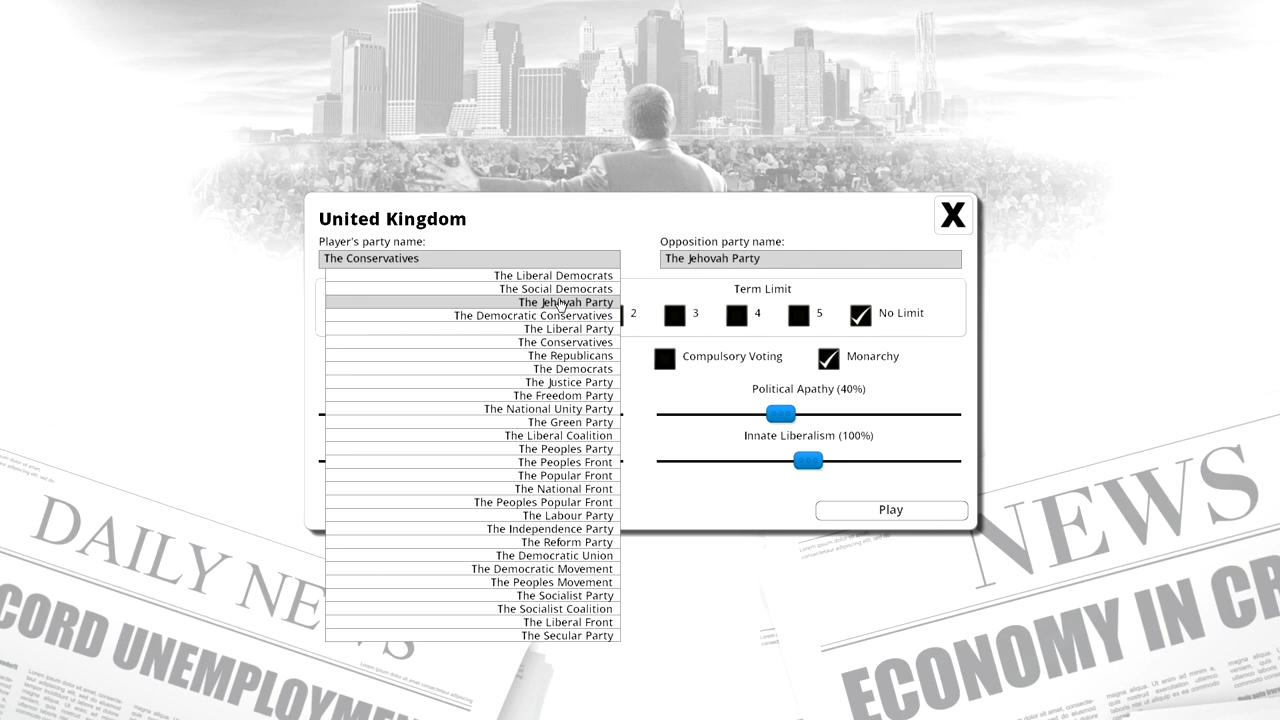 United Kingdom
X
Player's party name:
Opposition party name:
The Conservatives
The Jehovah Party
The Liberal Democrats
The Social Democrats
The Jehovah Party
The Democratic Conservatives
The Liberal Party
The Conservatives
The Republicans
The Democrats
The Justice Party
The Freedom Party
The National Unity Party
The Green Party
The Liberal Coalition
The Peoples Party
The Peoples Front
The Popular Front
The National Front
The Peoples Popular Front
The Labour Party
The Independence Party
The Reform Party
The Democratic Union
The Democratic Movement
The Peoples Movement
The Socialist Party
The Socialist Coalition
The Liberal Front
The Secular Party
Term Limit
2 3 4 5 No Limit
Compulsory Voting Monarchy
Political Apathy (40%)
Innate Liberalism (100%)
Play
DAILY NEWS
CORD UNEMPLOYME
NEWS
ECONOMY IN CR